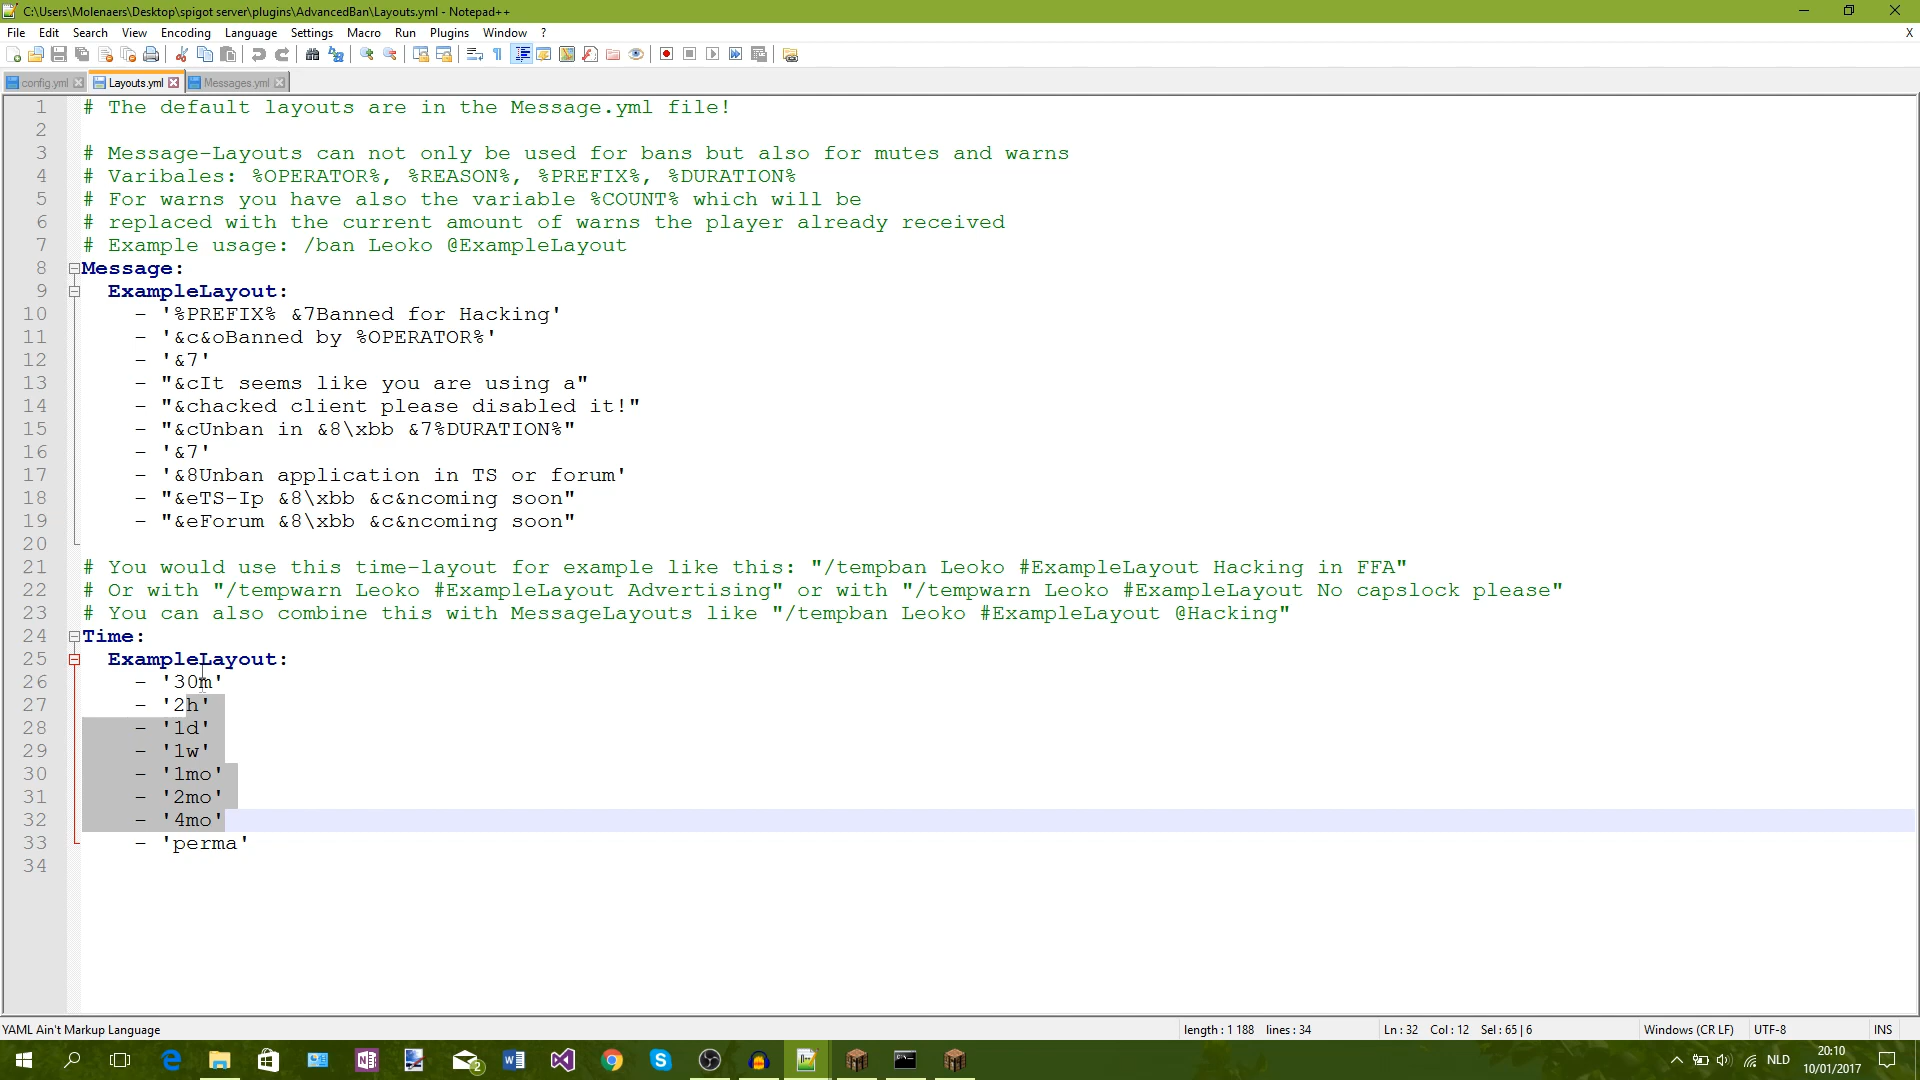 C:\Users\Molenaers\Desktop\spigot server\plugins\AdvancedBan\Layouts.yml - Notepad++
File Edit Search View Encoding Language Settings Macro Run Plugins Window ? X
config.yml Layouts.yml Messages.yml
1 # The default layouts are in the Message.yml file!
2
3 # Message-Layouts can not only be used for bans but also for mutes and warns
4 # Varibales: %OPERATOR%, %REASON%, %PREFIX%, %DURATION%
5 # For warns you have also the variable %COUNT% which will be
6 # replaced with the current amount of warns the player already received
7 # Example usage: /ban Leoko @ExampleLayout
8 Message:
9 ExampleLayout:
10 - '%PREFIX% &7Banned for Hacking'
11 - '&c&oBanned by %OPERATOR%'
12 - '&7'
13 - "&cIt seems like you are using a"
14 - "&chacked client please disabled it!"
15 - "&cUnban in &8\xbb &7%DURATION%"
16 - '&7'
17 - '&8Unban application in TS or forum'
18 - "&eTS-Ip &8\xbb &c&ncoming soon"
19 - "&eForum &8\xbb &c&ncoming soon"
20
21 # You would use this time-layout for example like this: "/tempban Leoko #ExampleLayout Hacking in FFA"
22 # Or with "/tempwarn Leoko #ExampleLayout Advertising" or with "/tempwarn Leoko #ExampleLayout No capslock please"
23 # You can also combine this with MessageLayouts like "/tempban Leoko #ExampleLayout @Hacking"
24 Time:
25 ExampleLayout:
26 - '30m'
27 - '2h'
28 - '1d'
29 - '1w'
30 - '1mo'
31 - '2mo'
32 - '4mo'
33 - 'perma'
34
YAML Ain't Markup Language length : 1 188 lines : 34 Ln : 32 Col : 12 Sel : 65 | 6 Windows (CR LF) UTF-8 INS
2 NLD 20:10
10/01/2017